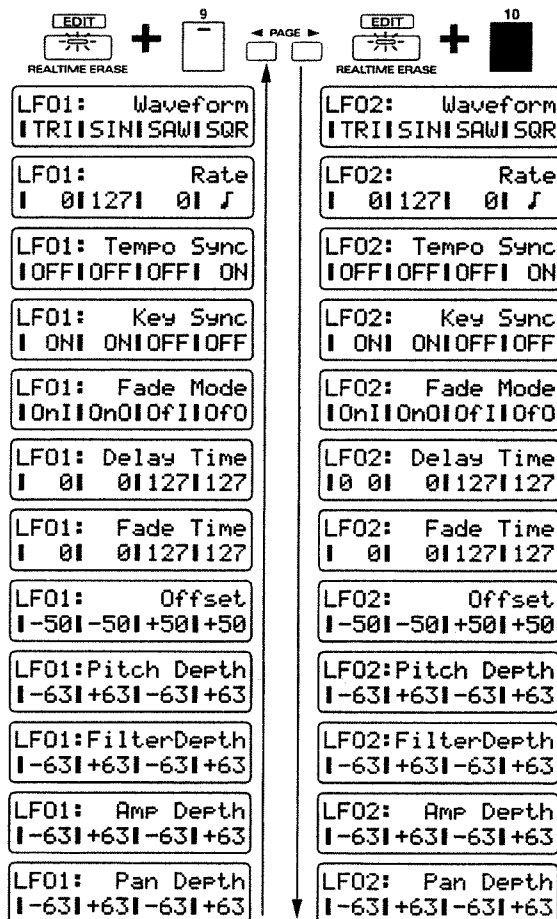 EDIT
REALTIME ERASE
+
9
◄ PAGE ►
EDIT
REALTIME ERASE
+
10
LFO1: Waveform
TRI SIN SAW SQR
LFO1: Rate
0 127 0 ♪
LFO1: Tempo Sync
OFF OFF OFF ON
LFO1: Key Sync
ON ON OFF OFF
LFO1: Fade Mode
OnI OnO OfI OfO
LFO1: Delay Time
0 0 127 127
LFO1: Fade Time
0 0 127 127
LFO1: Offset
-50 -50 +50 +50
LFO1:Pitch Depth
-63 +63 -63 +63
LFO1:FilterDepth
-63 +63 -63 +63
LFO1: Amp Depth
-63 +63 -63 +63
LFO1: Pan Depth
-63 +63 -63 +63
LFO2: Waveform
TRI SIN SAW SQR
LFO2: Rate
0 127 0 ♪
LFO2: Tempo Sync
OFF OFF OFF ON
LFO2: Key Sync
ON ON OFF OFF
LFO2: Fade Mode
OnI OnO OfI OfO
LFO2: Delay Time
0 0 0 127 127
LFO2: Fade Time
0 0 127 127
LFO2: Offset
-50 -50 +50 +50
LFO2:Pitch Depth
-63 +63 -63 +63
LFO2:FilterDepth
-63 +63 -63 +63
LFO2: Amp Depth
-63 +63 -63 +63
LFO2: Pan Depth
-63 +63 -63 +63